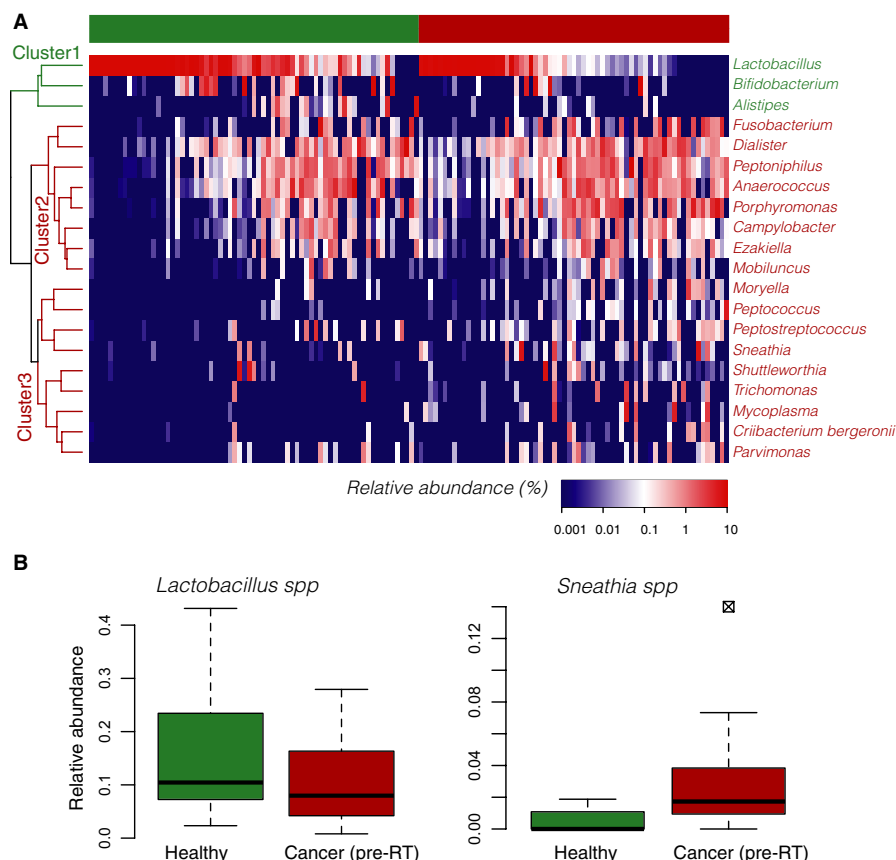 A
Cluster1
Cluster2
Cluster3
Lactobacillus
Bifidobacterium
Alistipes
Fusobacterium
Dialister
Peptoniphilus
Anaerococcus
Porphyromonas
Campylobacter
Ezakiella
Mobiluncus
Moryella
Peptococcus
Peptostreptococcus
Sneathia
Shuttleworthia
Trichomonas
Mycoplasma
Criibacterium bergeronii
Parvimonas
Relative abundance (%)
0.001 0.01 0.1 1 10
B
Lactobacillus spp
Relative abundance
0.4
0.3
0.2
0.1
0.0
Healthy Cancer (pre-RT)
Sneathia spp
0.12
0.08
0.04
0.00
Healthy Cancer (pre-RT)